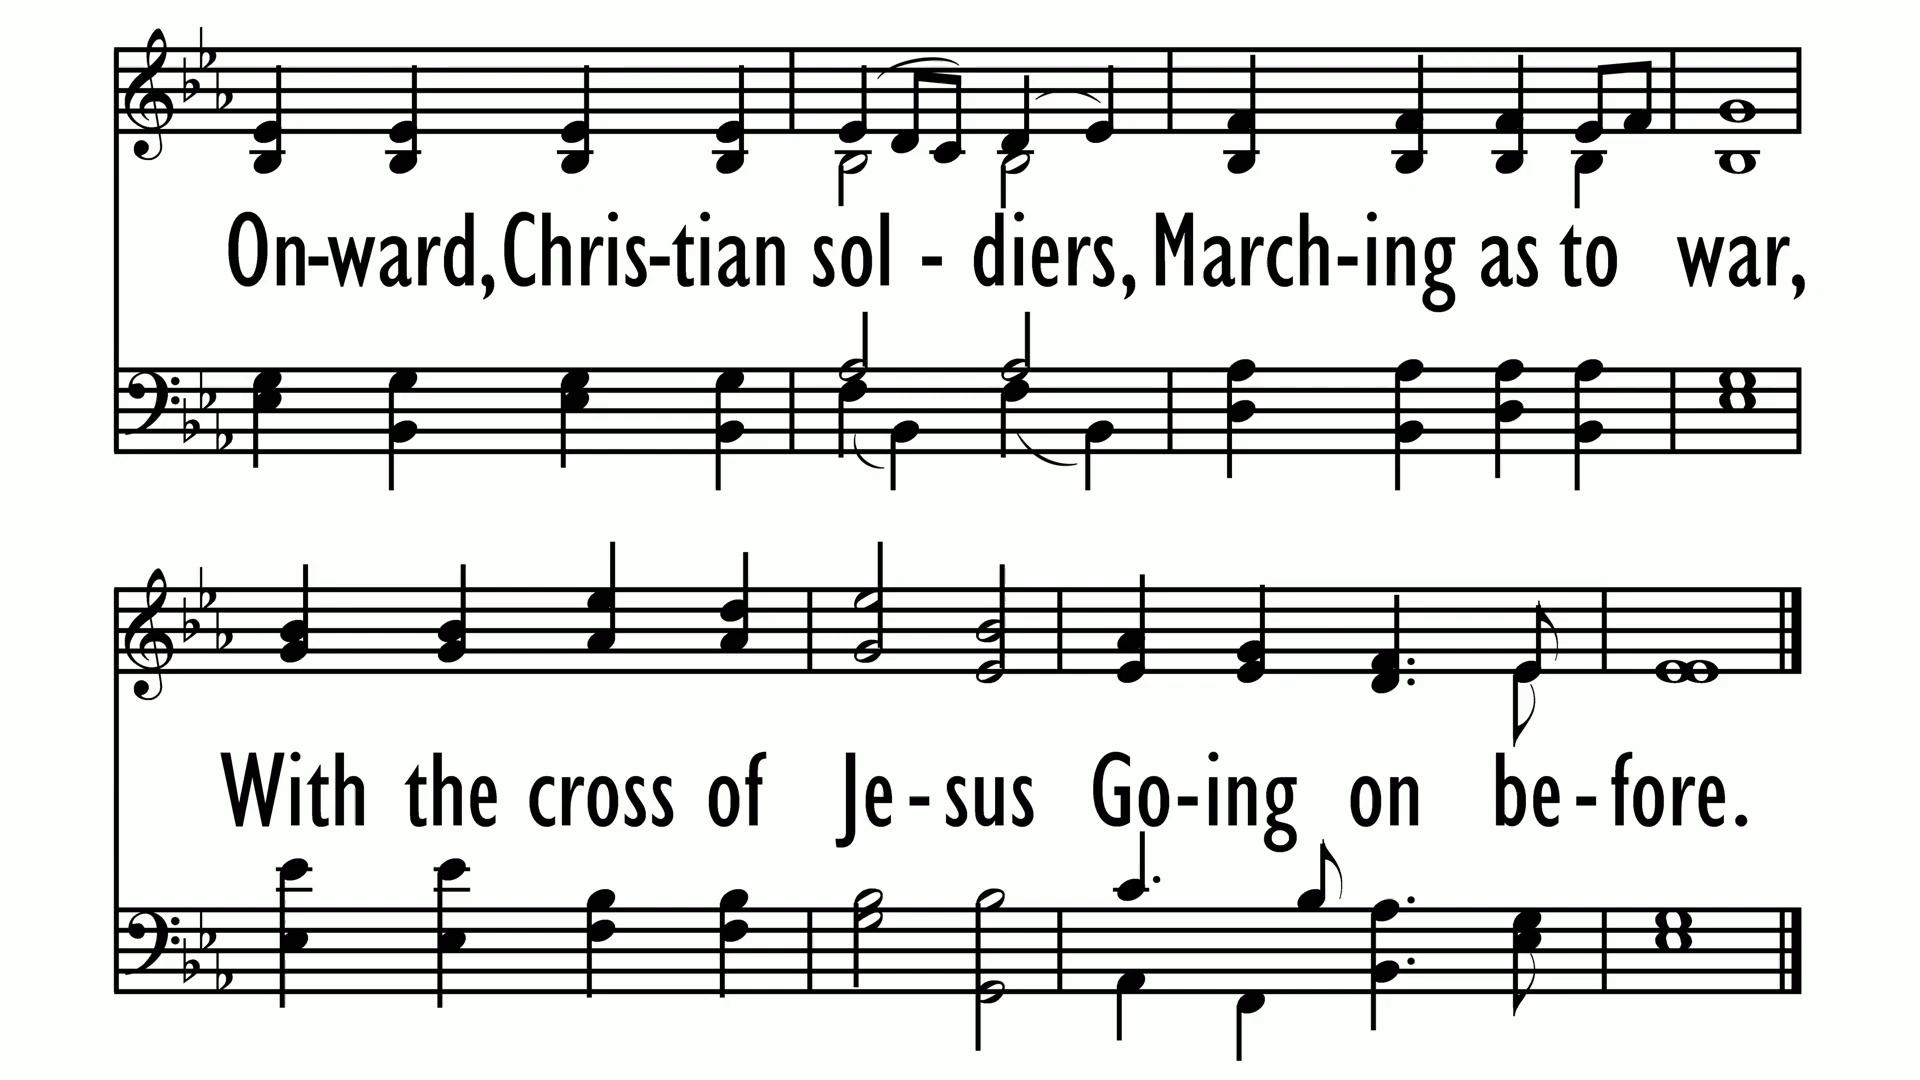 On-ward, Chris-tian sol - diers, March-ing as to war,
With the cross of Je - sus Go-ing on be - fore.